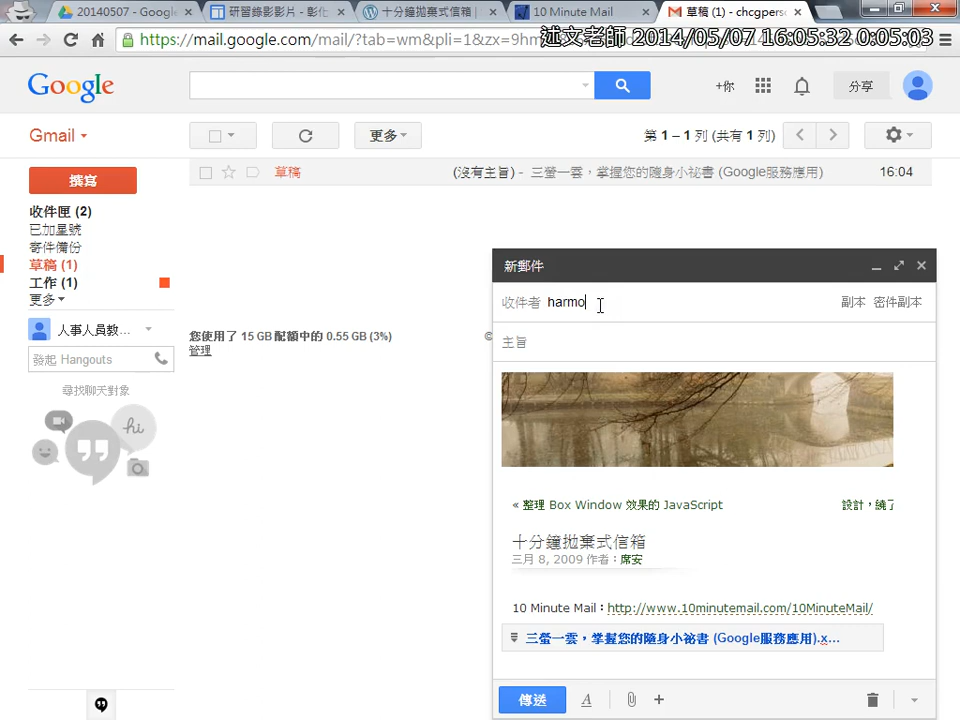 20140507 - Google
研習錄影影片 - 彰化
十分鐘拋棄式信箱 |
10 Minute Mail
草稿 (1) - chcgpers
https://mail.google.com/mail/?tab=wm&pli=1&zx=9hm
述文老師 2014/05/07 16:05:32 0:05:03
Google
+你
分享
Gmail
更多
第 1 – 1 列 (共有 1 列)
撰寫
草稿
(沒有主旨) - 三螢一雲，掌握您的隨身小祕書 (Google服務應用)
16:04
收件匣 (2)
已加星號
寄件備份
草稿 (1)
工作 (1)
更多
人事人員教...
發起 Hangouts
尋找聊天對象
hi
您使用了 15 GB 配額中的 0.55 GB (3%)
管理
©
新郵件
收件者 harmo
副本 密件副本
主旨
« 整理 Box Window 效果的 JavaScript
設計，繞了
十分鐘拋棄式信箱
三月 8, 2009 作者：席安
10 Minute Mail：http://www.10minutemail.com/10MinuteMail/
三螢一雲，掌握您的隨身小祕書 (Google服務應用).x...
傳送
A